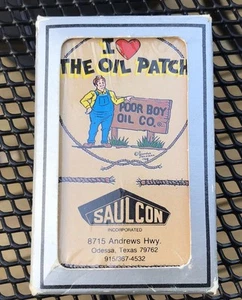 I
THE OIL PATCH
POOR BOY
OIL CO.
SAULCON
INCORPORATED
8715 Andrews Hwy.
Odessa, Texas 79762
915/367-4532